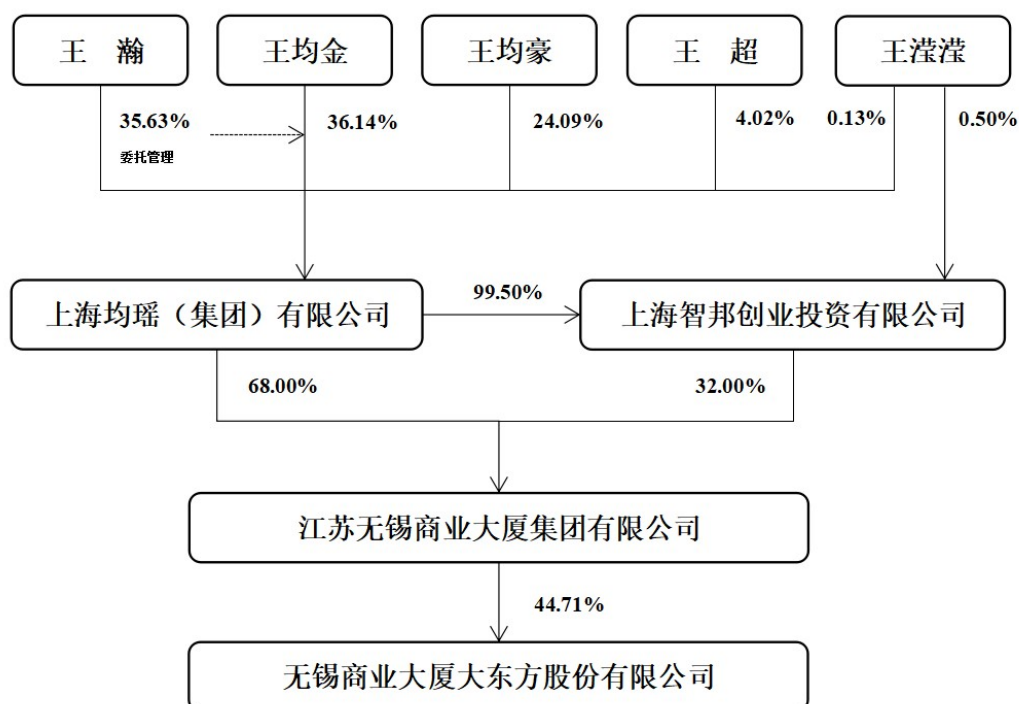 王　瀚
王均金
王均豪
王　超
王滢滢
35.63%
36.14%
24.09%
4.02%
0.13%
0.50%
委托管理
上海均瑶（集团）有限公司
99.50%
上海智邦创业投资有限公司
68.00%
32.00%
江苏无锡商业大厦集团有限公司
44.71%
无锡商业大厦大东方股份有限公司